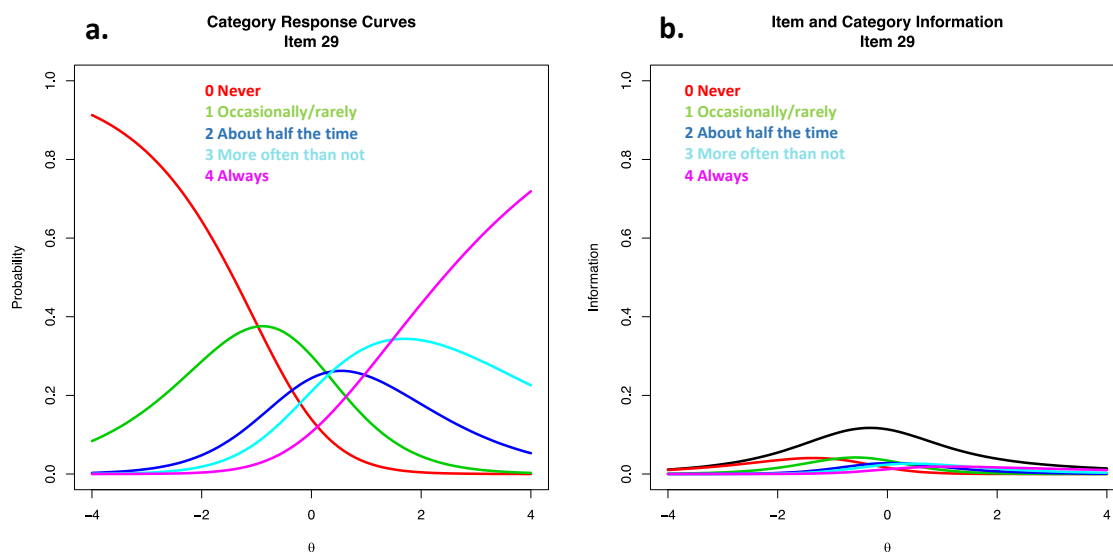 a.
Category Response Curves
Item 29
0 Never
1 Occasionally/rarely
2 About half the time
3 More often than not
4 Always
Probability
0.0
0.2
0.4
0.6
0.8
1.0
−4
−2
0
2
4
θ
b.
Item and Category Information
Item 29
0 Never
1 Occasionally/rarely
2 About half the time
3 More often than not
4 Always
Information
0.0
0.2
0.4
0.6
0.8
1.0
−4
−2
0
2
4
θ